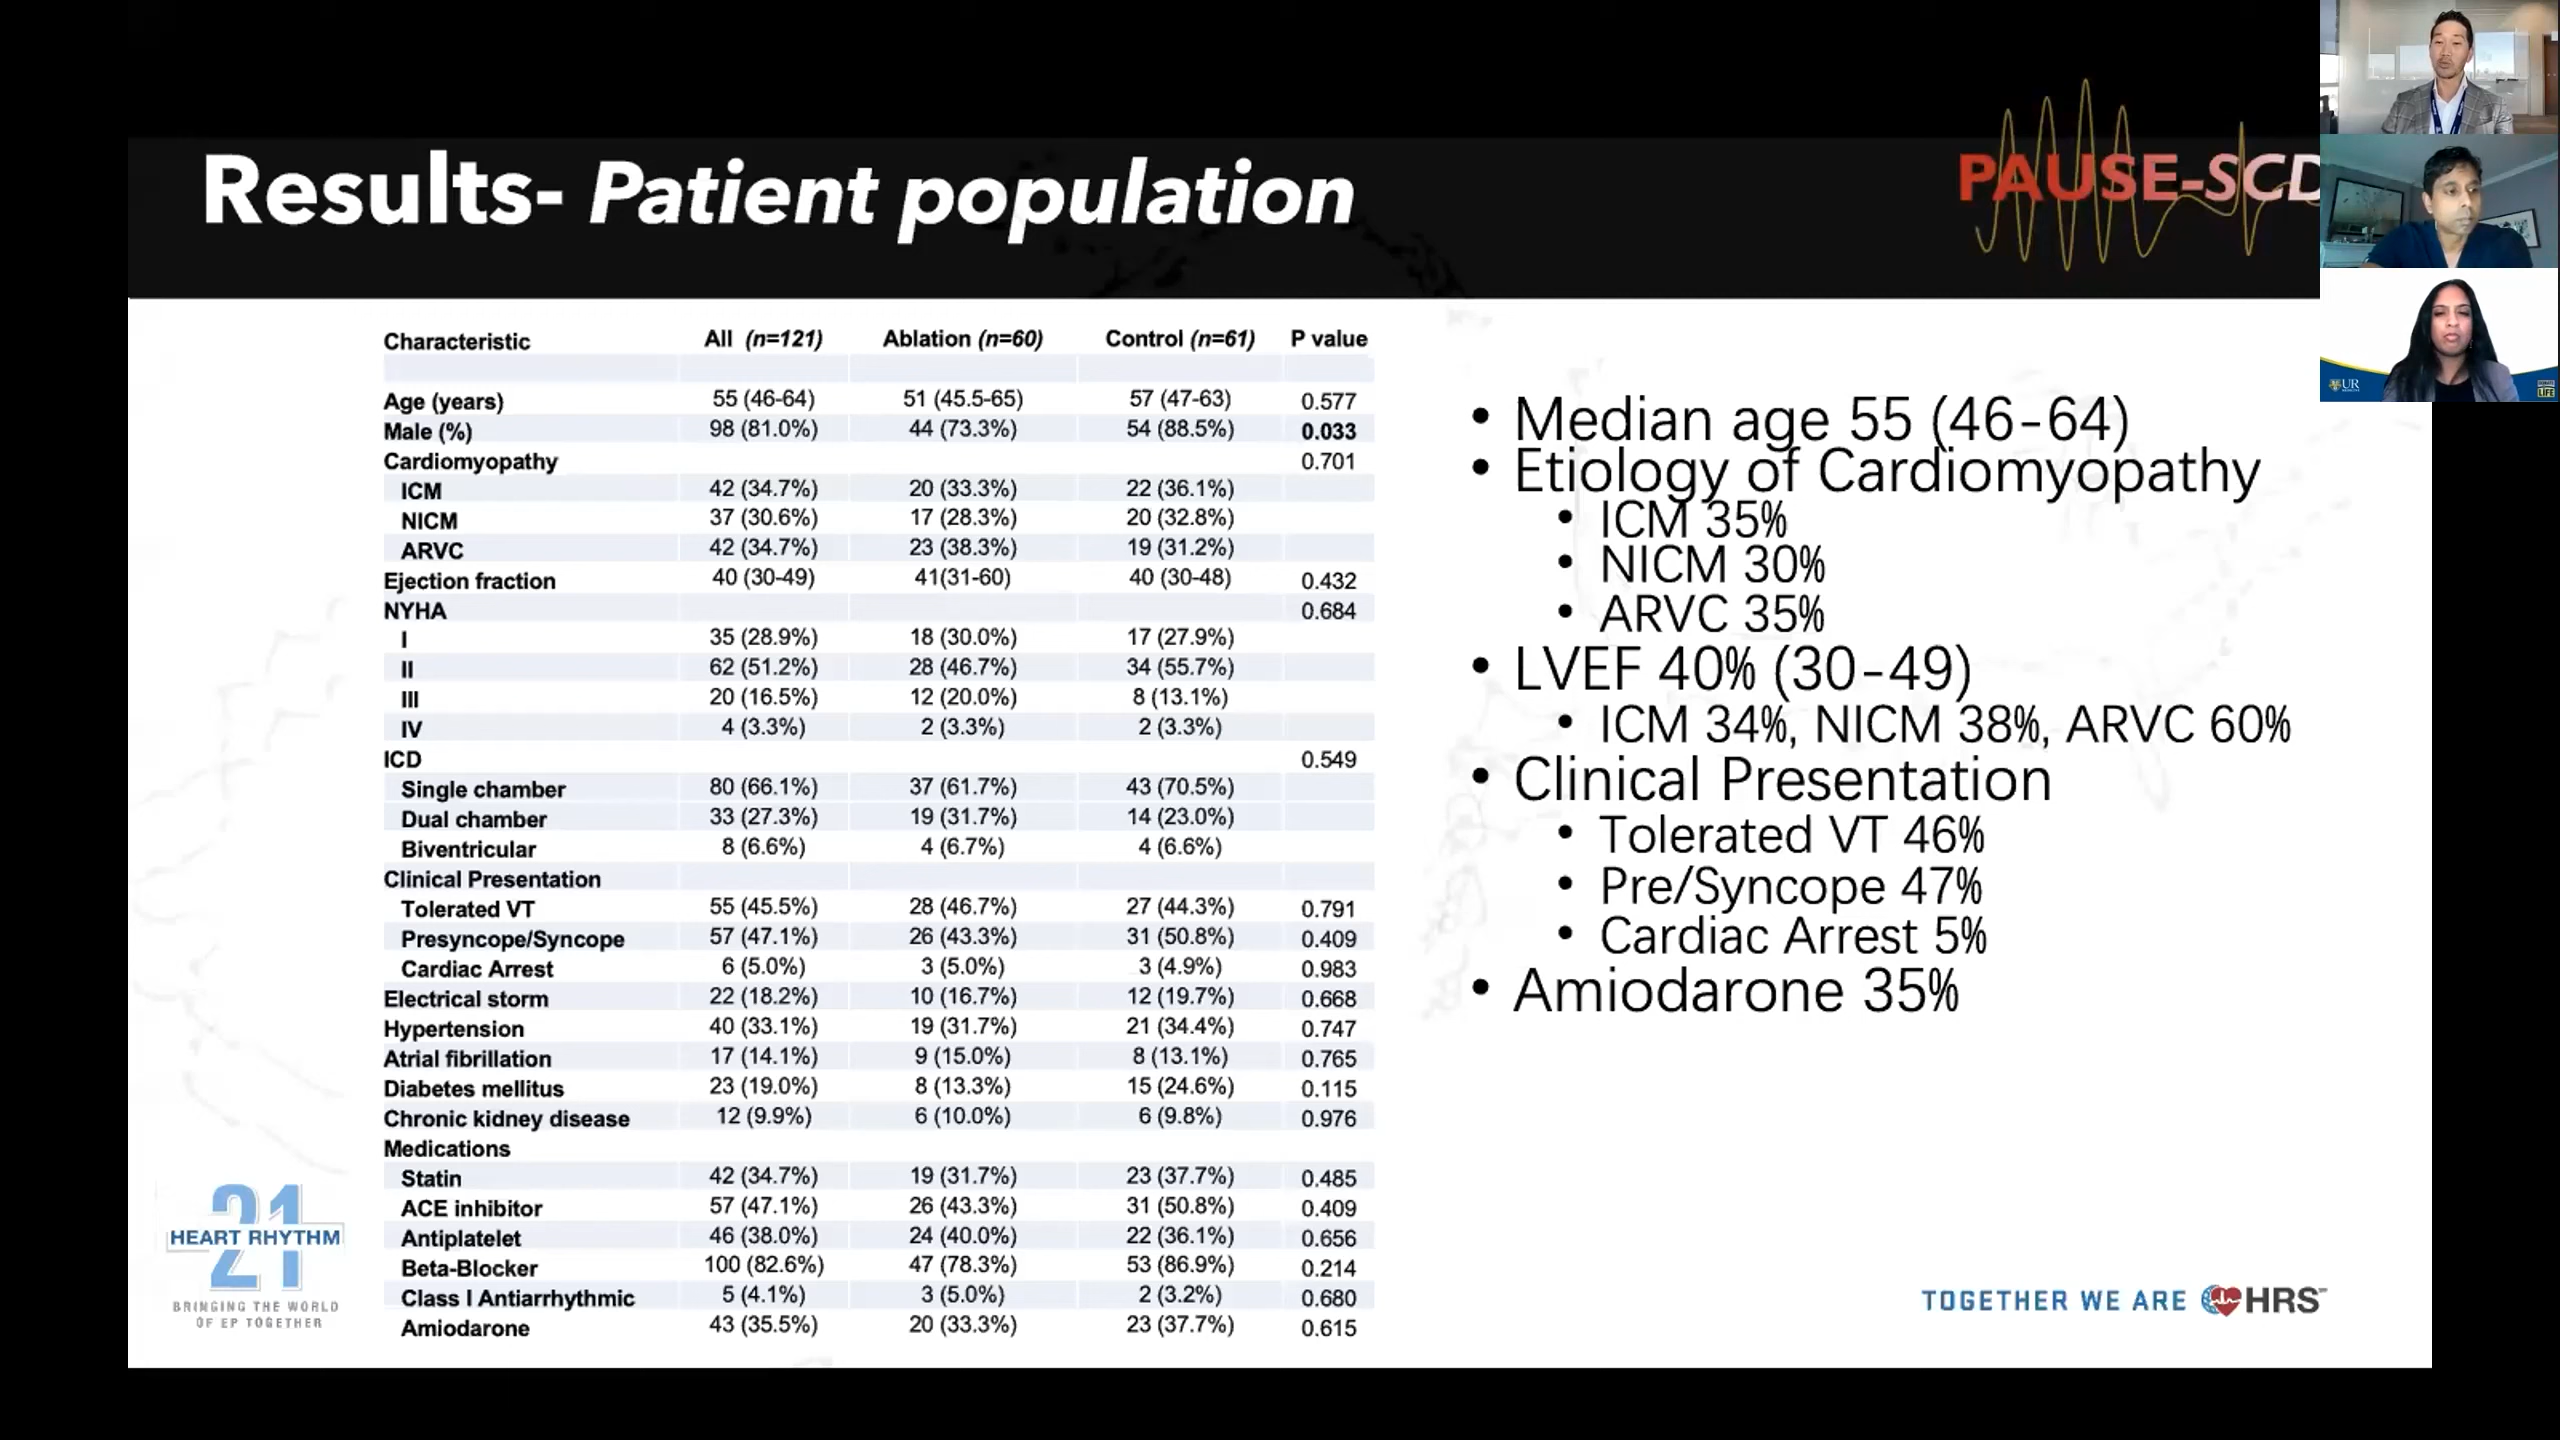 Results- Patient population
PAUSE-SCD
Characteristic All (n=121) Ablation (n=60) Control (n=61) P value
Age (years) 55 (46-64) 51 (45.5-65) 57 (47-63) 0.577
Male (%) 98 (81.0%) 44 (73.3%) 54 (88.5%) 0.033
Cardiomyopathy 0.701
ICM 42 (34.7%) 20 (33.3%) 22 (36.1%)
NICM 37 (30.6%) 17 (28.3%) 20 (32.8%)
ARVC 42 (34.7%) 23 (38.3%) 19 (31.2%)
Ejection fraction 40 (30-49) 41(31-60) 40 (30-48) 0.432
NYHA 0.684
I 35 (28.9%) 18 (30.0%) 17 (27.9%)
II 62 (51.2%) 28 (46.7%) 34 (55.7%)
III 20 (16.5%) 12 (20.0%) 8 (13.1%)
IV 4 (3.3%) 2 (3.3%) 2 (3.3%)
ICD 0.549
Single chamber 80 (66.1%) 37 (61.7%) 43 (70.5%)
Dual chamber 33 (27.3%) 19 (31.7%) 14 (23.0%)
Biventricular 8 (6.6%) 4 (6.7%) 4 (6.6%)
Clinical Presentation
Tolerated VT 55 (45.5%) 28 (46.7%) 27 (44.3%) 0.791
Presyncope/Syncope 57 (47.1%) 26 (43.3%) 31 (50.8%) 0.409
Cardiac Arrest 6 (5.0%) 3 (5.0%) 3 (4.9%) 0.983
Electrical storm 22 (18.2%) 10 (16.7%) 12 (19.7%) 0.668
Hypertension 40 (33.1%) 19 (31.7%) 21 (34.4%) 0.747
Atrial fibrillation 17 (14.1%) 9 (15.0%) 8 (13.1%) 0.765
Diabetes mellitus 23 (19.0%) 8 (13.3%) 15 (24.6%) 0.115
Chronic kidney disease 12 (9.9%) 6 (10.0%) 6 (9.8%) 0.976
Medications
Statin 42 (34.7%) 19 (31.7%) 23 (37.7%) 0.485
ACE inhibitor 57 (47.1%) 26 (43.3%) 31 (50.8%) 0.409
Antiplatelet 46 (38.0%) 24 (40.0%) 22 (36.1%) 0.656
Beta-Blocker 100 (82.6%) 47 (78.3%) 53 (86.9%) 0.214
Class I Antiarrhythmic 5 (4.1%) 3 (5.0%) 2 (3.2%) 0.680
Amiodarone 43 (35.5%) 20 (33.3%) 23 (37.7%) 0.615
• Median age 55 (46-64)
• Etiology of Cardiomyopathy
• ICM 35%
• NICM 30%
• ARVC 35%
• LVEF 40% (30-49)
• ICM 34%, NICM 38%, ARVC 60%
• Clinical Presentation
• Tolerated VT 46%
• Pre/Syncope 47%
• Cardiac Arrest 5%
• Amiodarone 35%
21
HEART RHYTHM
BRINGING THE WORLD
OF EP TOGETHER
TOGETHER WE ARE HRS
UR
LIFE